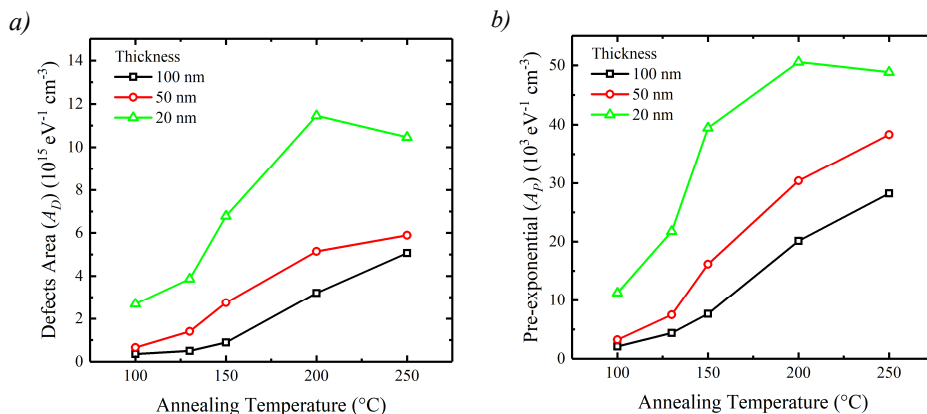 a)
Thickness
100 nm
50 nm
20 nm
14
12
10
8
6
4
2
0
Defects Area (A_D) (10^15 eV^-1 cm^-3)
100
150
200
250
Annealing Temperature (°C)
b)
Thickness
100 nm
50 nm
20 nm
50
40
30
20
10
0
Pre-exponential (A_P) (10^3 eV^-1 cm^-3)
100
150
200
250
Annealing Temperature (°C)